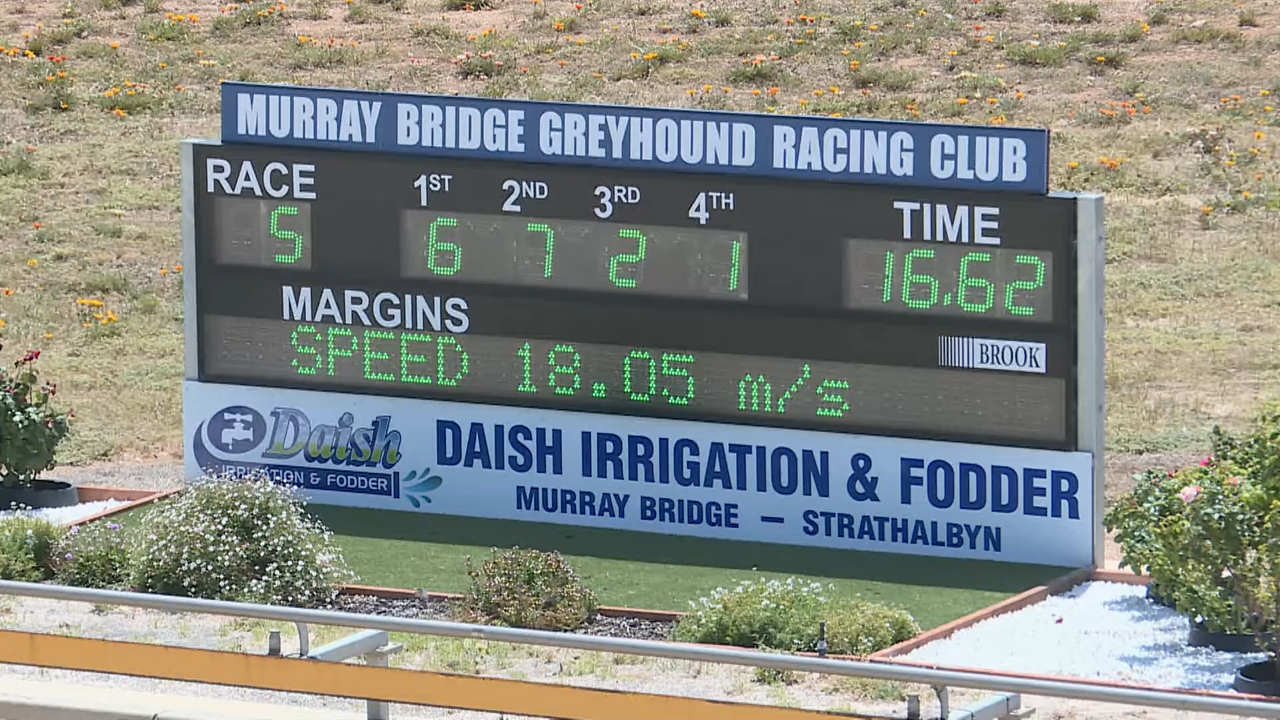 MURRAY BRIDGE GREYHOUND RACING CLUB
RACE 1ST 2ND 3RD 4TH TIME
5 6 7 2 1 16.62
MARGINS
BROOK
SPEED 18.05 m/s
Daish
IRRIGATION & FODDER
DAISH IRRIGATION & FODDER
MURRAY BRIDGE — STRATHALBYN